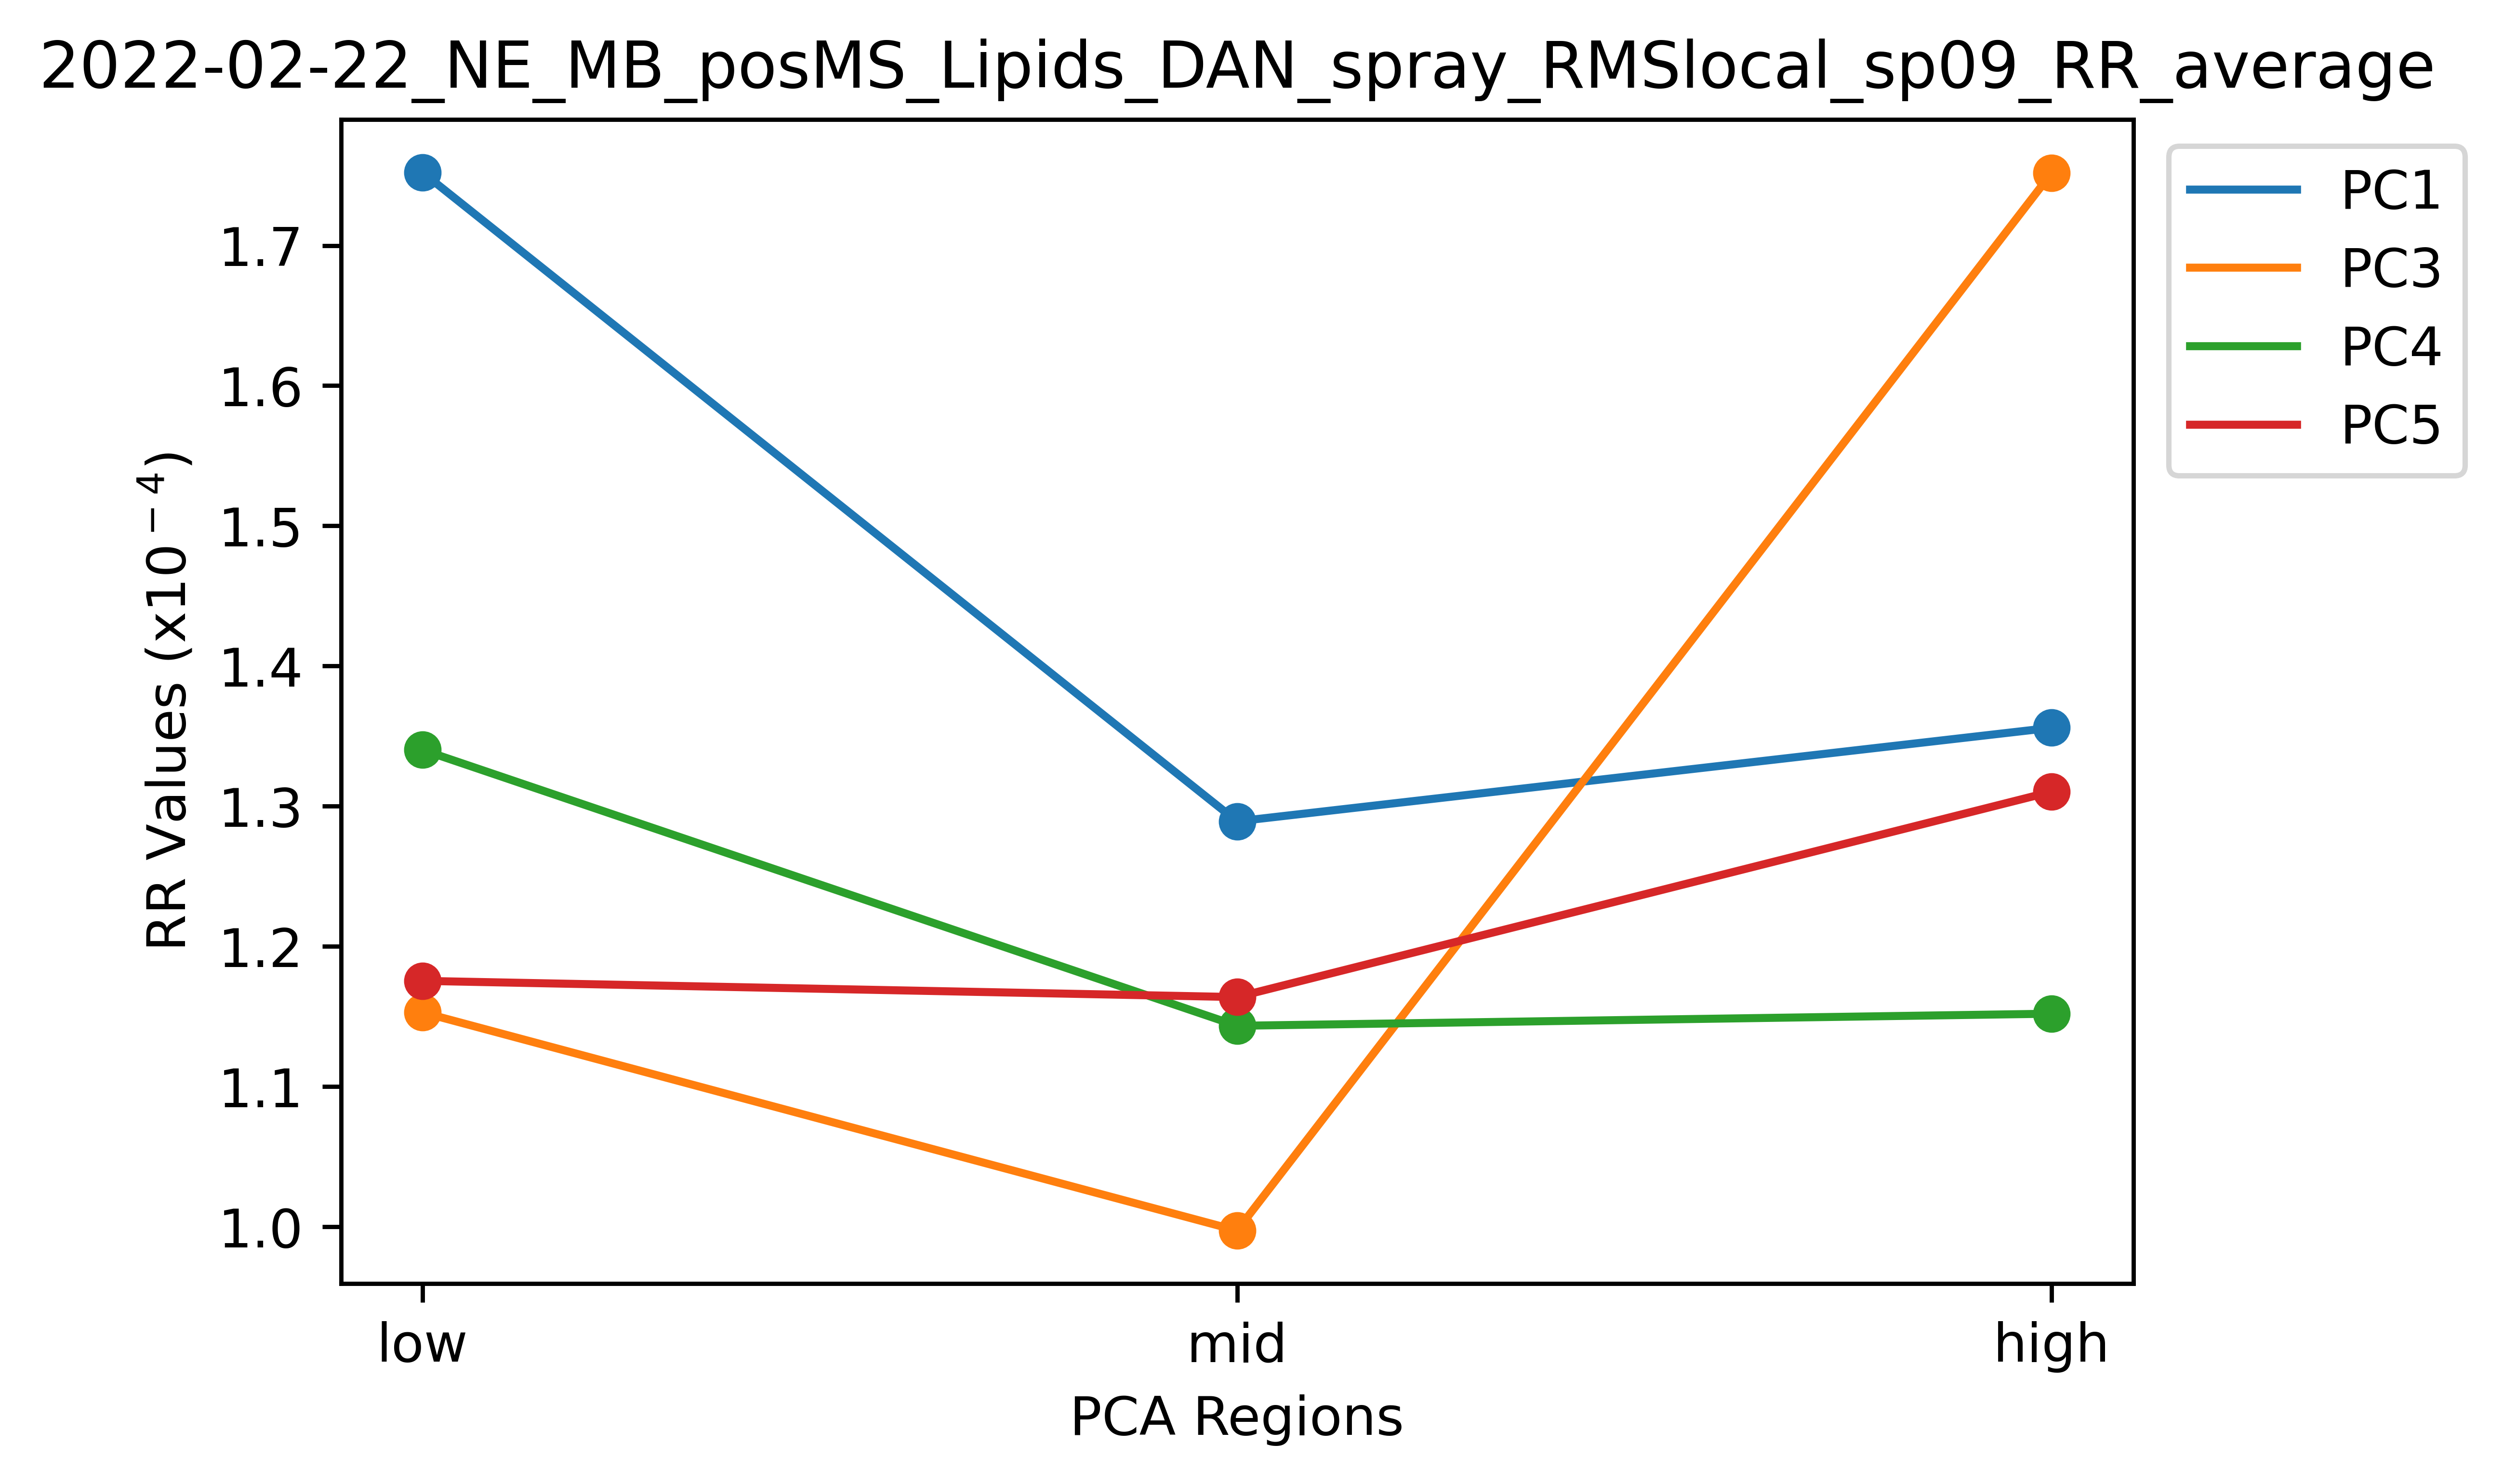 2022-02-22_NE_MB_posMS_Lipids_DAN_spray_RMSlocal_sp09_RR_average
PC1
PC3
PC4
PC5
RR Values (x10⁻⁴)
1.7
1.6
1.5
1.4
1.3
1.2
1.1
1.0
low mid high
PCA Regions